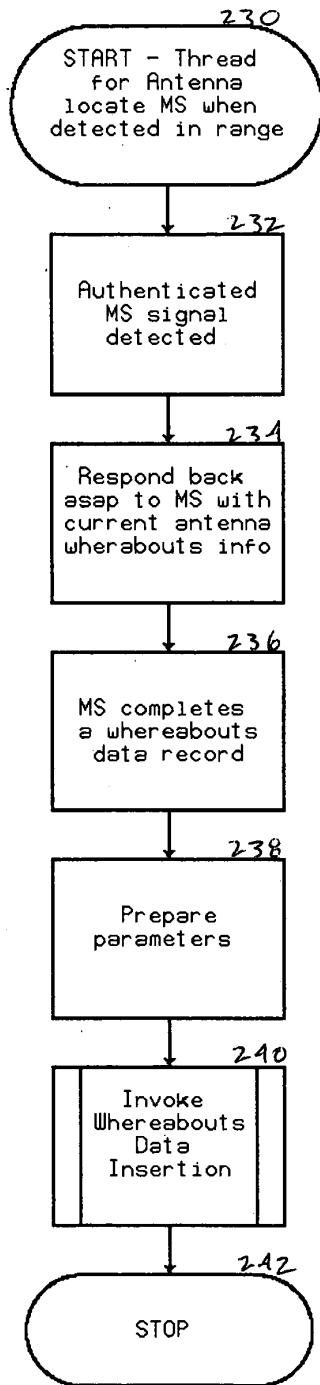 230
START - Thread
for Antenna
locate MS when
detected in range
232
Authenticated
MS signal
detected
234
Respond back
asap to MS with
current antenna
wherabouts info
236
MS completes
a whereabouts
data record
238
Prepare
parameters
240
Invoke
Whereabouts
Data
Insertion
242
STOP